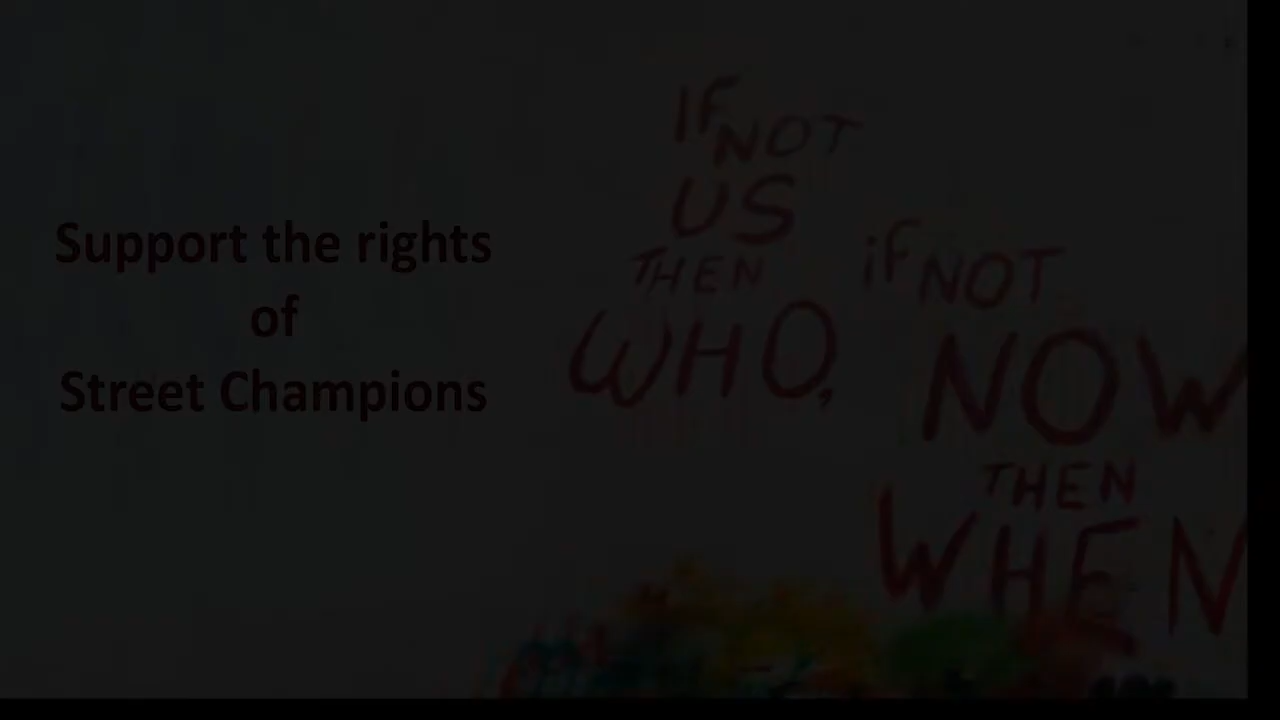 Support the rights
of
Street Champions
IF
NOT
US
THEN
WHO,
iF NOT
NOW
THEN
WHEN